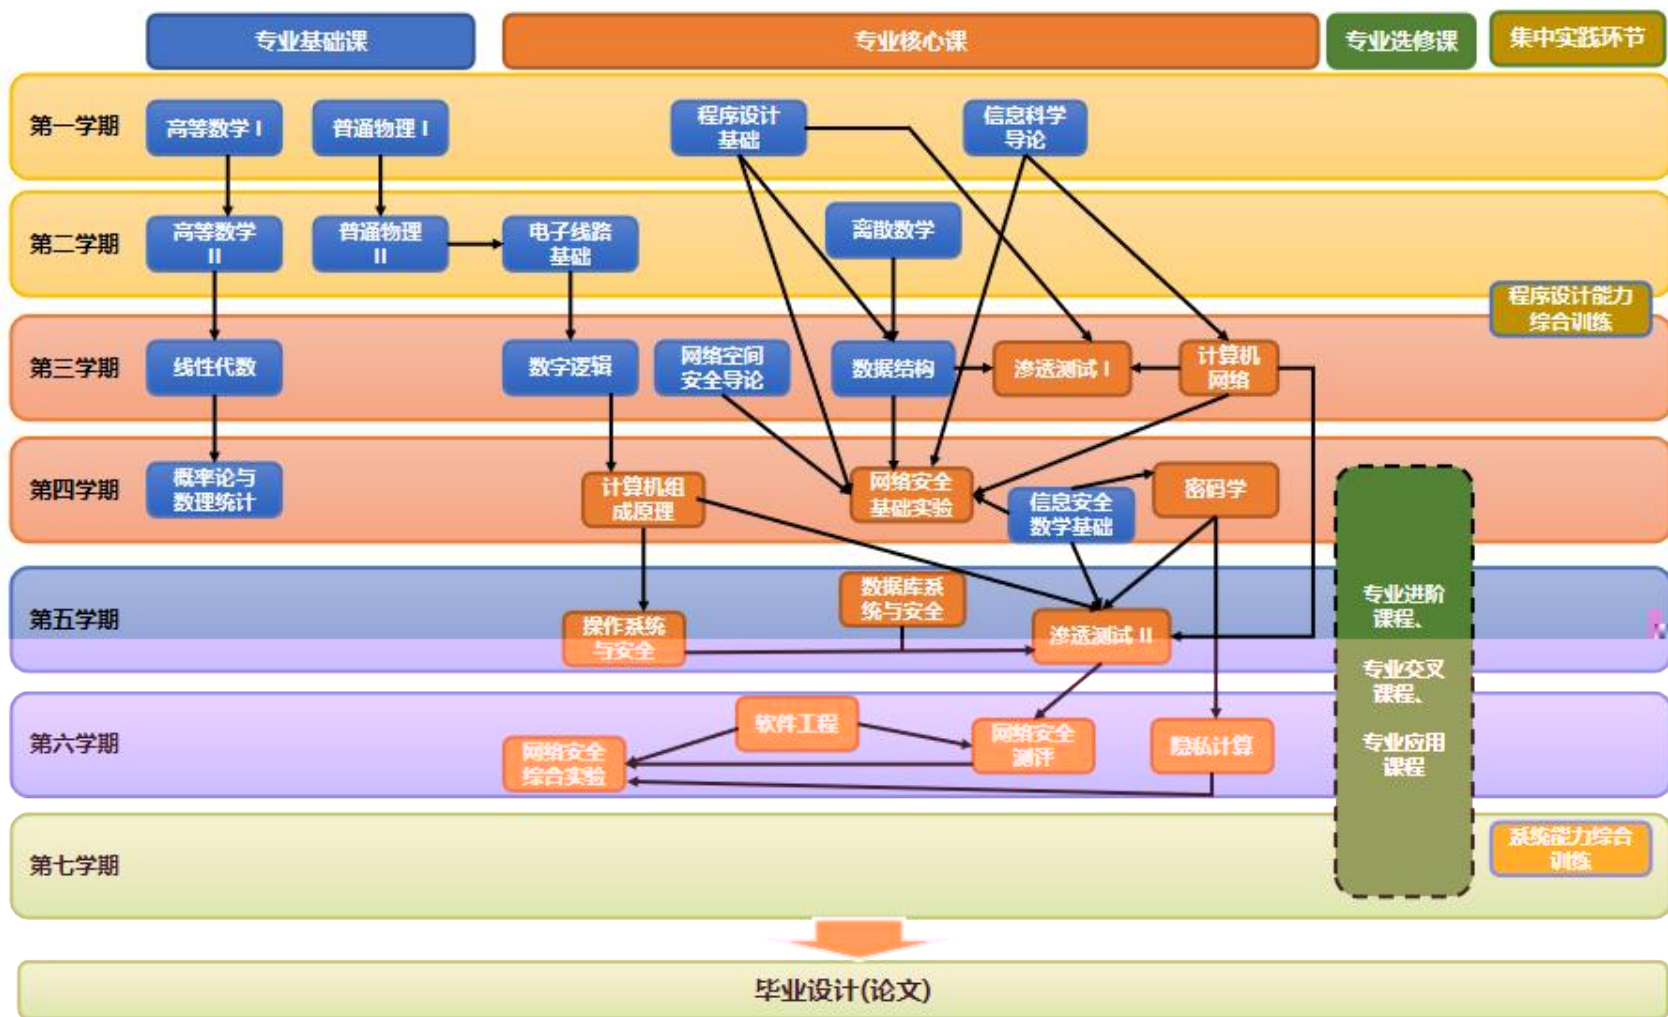 专业基础课
专业核心课
专业选修课
集中实践环节
第一学期
高等数学 I
普通物理 I
程序设计
基础
信息科学
导论
第二学期
高等数学
II
普通物理
II
电子线路
基础
离散数学
程序设计能力
综合训练
第三学期
线性代数
数字逻辑
网络空间
安全导论
数据结构
渗透测试 I
计算机
网络
第四学期
概率论与
数理统计
计算机组
成原理
网络安全
基础实验
信息安全
数学基础
密码学
第五学期
操作系统
与安全
数据库系
统与安全
渗透测试 II
专业进阶
课程、
专业交叉
课程、
专业应用
课程
第六学期
网络安全
综合实验
软件工程
网络安全
测评
隐私计算
第七学期
系统能力综合
训练
毕业设计(论文)